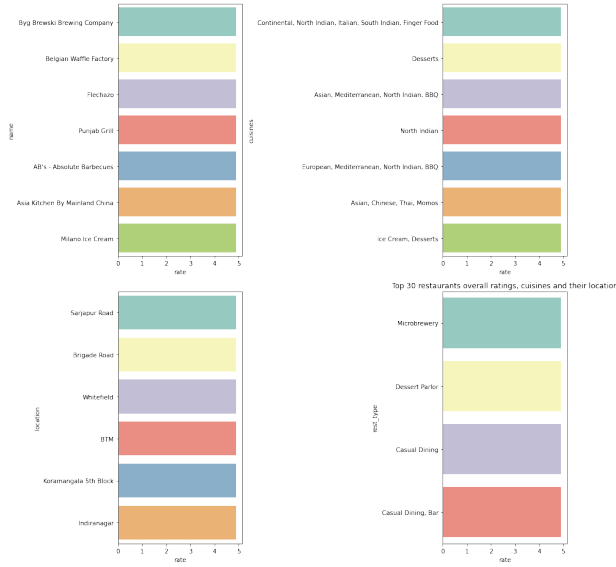 Byg Brewski Brewing Company
Belgian Waffle Factory
Flechazo
Punjab Grill
AB's - Absolute Barbecues
Asia Kitchen By Mainland China
Milano Ice Cream
name
0 1 2 3 4 5
rate
Continental, North Indian, Italian, South Indian, Finger Food
Desserts
Asian, Mediterranean, North Indian, BBQ
North Indian
European, Mediterranean, North Indian, BBQ
Asian, Chinese, Thai, Momos
Ice Cream, Desserts
cuisines
0 1 2 3 4 5
rate
Sarjapur Road
Brigade Road
Whitefield
BTM
Koramangala 5th Block
Indiranagar
location
0 1 2 3 4 5
rate
Top 30 restaurants overall ratings, cuisines and their location
Microbrewery
Dessert Parlor
Casual Dining
Casual Dining, Bar
rest_type
0 1 2 3 4 5
rate